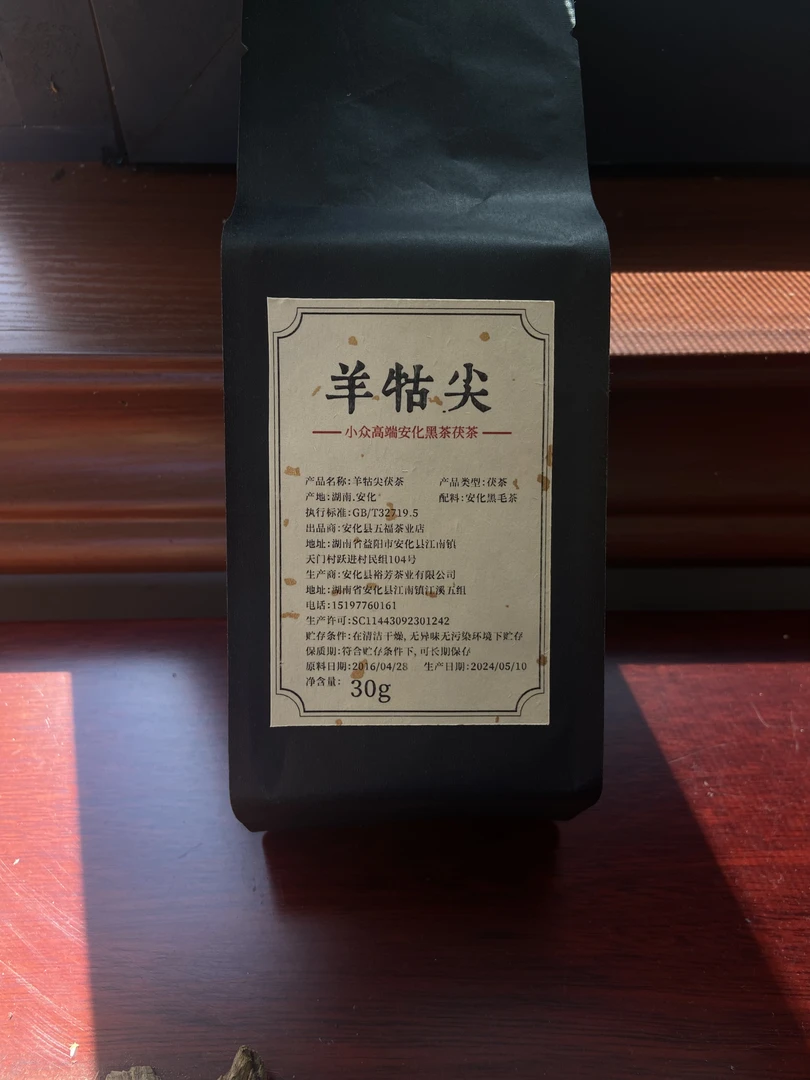 羊牯尖
小众高端安化黑茶茯茶
产品名称:羊牯尖茯茶 产品类型:茯茶
产地:湖南.安化 配料:安化黑毛茶
执行标准:GB/T32719.5
出品商:安化县五福茶业店
地址:湖南省益阳市安化县江南镇
天门村跃进村民组104号
生产商:安化县裕芳茶业有限公司
地址:湖南省安化县江南镇江溪五组
电话:15197760161
生产许可:SC11443092301242
贮存条件:在清洁干燥,无异味无污染环境下贮存
保质期:符合贮存条件下,可长期保存
原料日期:2016/04/28 生产日期:2024/05/10
净含量: 30g